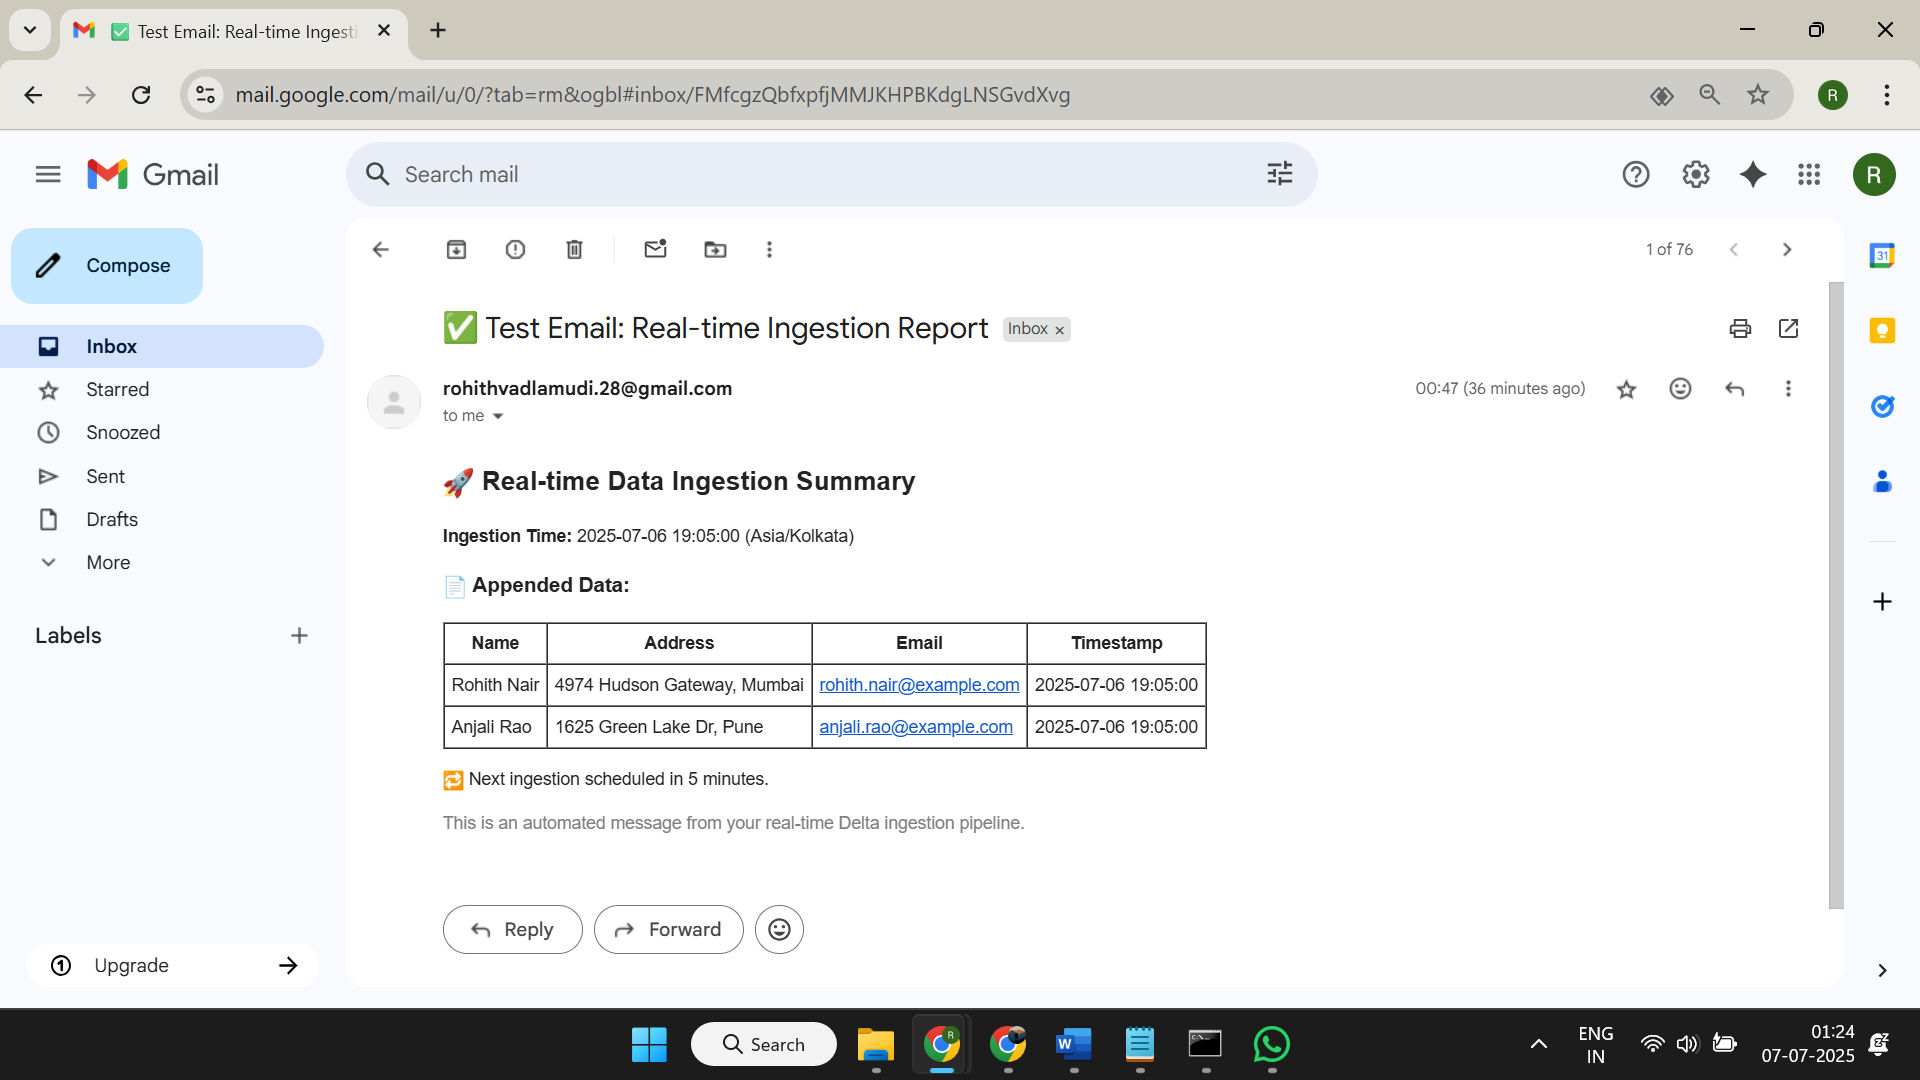 Test Email: Real-time Ingesti
mail.google.com/mail/u/0/?tab=rm&ogbl#inbox/FMfcgzQbfxpfjMMJKHPBKdgLNSGvdXvg
R
Gmail
Search mail
R
Compose
1 of 76
31
Inbox
Starred
Snoozed
Sent
Drafts
More
Labels
Upgrade
Test Email: Real-time Ingestion Report
Inbox
rohithvadlamudi.28@gmail.com
00:47 (36 minutes ago)
to me
Real-time Data Ingestion Summary
Ingestion Time: 2025-07-06 19:05:00 (Asia/Kolkata)
Appended Data:
Name Address Email Timestamp
Rohith Nair 4974 Hudson Gateway, Mumbai rohith.nair@example.com 2025-07-06 19:05:00
Anjali Rao 1625 Green Lake Dr, Pune anjali.rao@example.com 2025-07-06 19:05:00
Next ingestion scheduled in 5 minutes.
This is an automated message from your real-time Delta ingestion pipeline.
Reply
Forward
Search
R
W
ENG
IN
01:24
07-07-2025